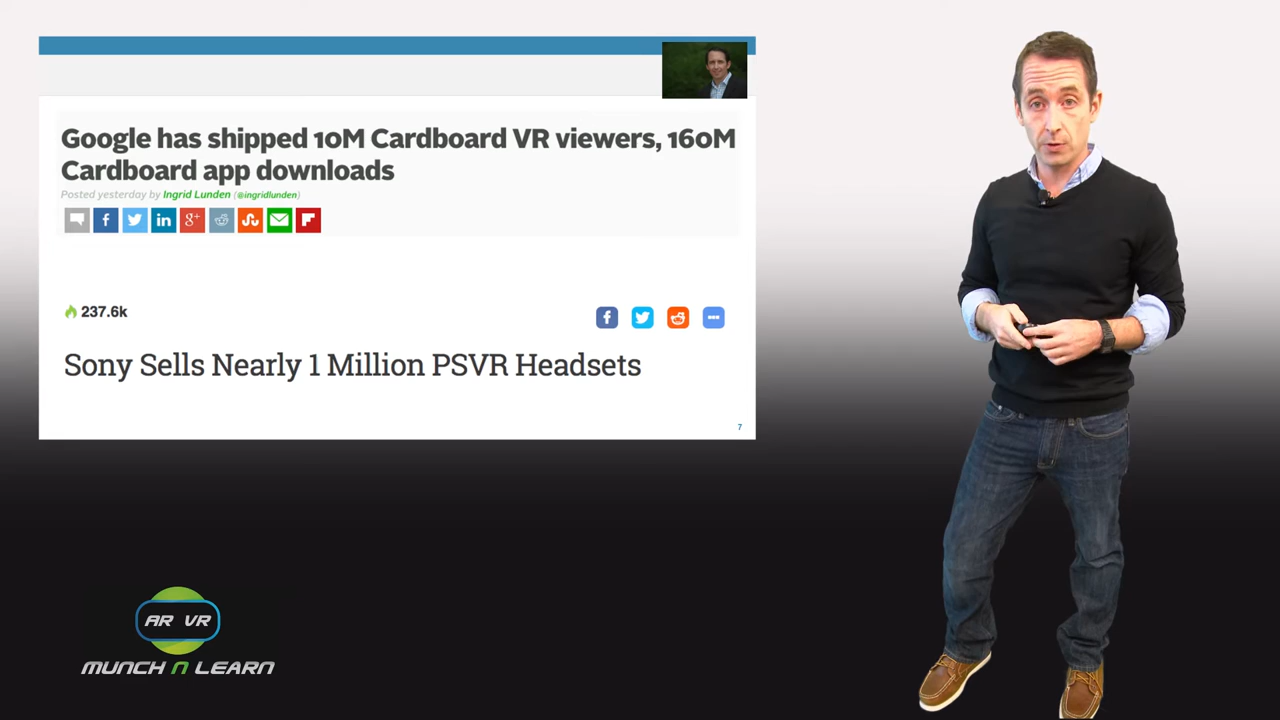 Google has shipped 10M Cardboard VR viewers, 160M
Cardboard app downloads
Posted yesterday by Ingrid Lunden (@ingridlunden)
237.6k
Sony Sells Nearly 1 Million PSVR Headsets
7
AR VR
MUNCH N LEARN